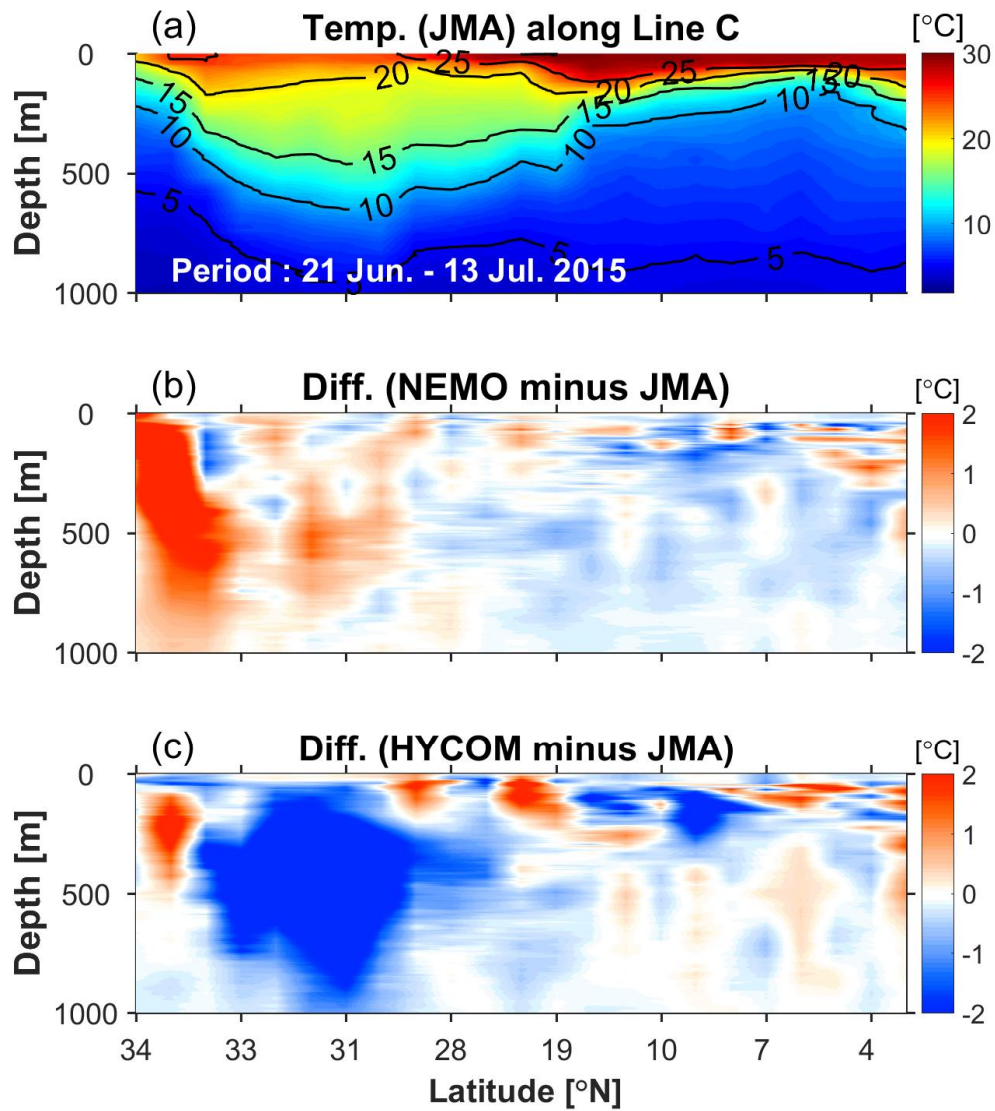 (a) Temp. (JMA) along Line C [°C]
0
500
1000
Depth [m]
20 25 20 25 15 20
15 15 15 20 10
10 10 10
5 5 5 5
Period : 21 Jun. - 13 Jul. 2015
30
20
10
(b) Diff. (NEMO minus JMA) [°C]
0
500
1000
Depth [m]
2
1
0
-1
-2
(c) Diff. (HYCOM minus JMA) [°C]
0
500
1000
Depth [m]
2
1
0
-1
-2
34 33 31 28 19 10 7 4
Latitude [°N]